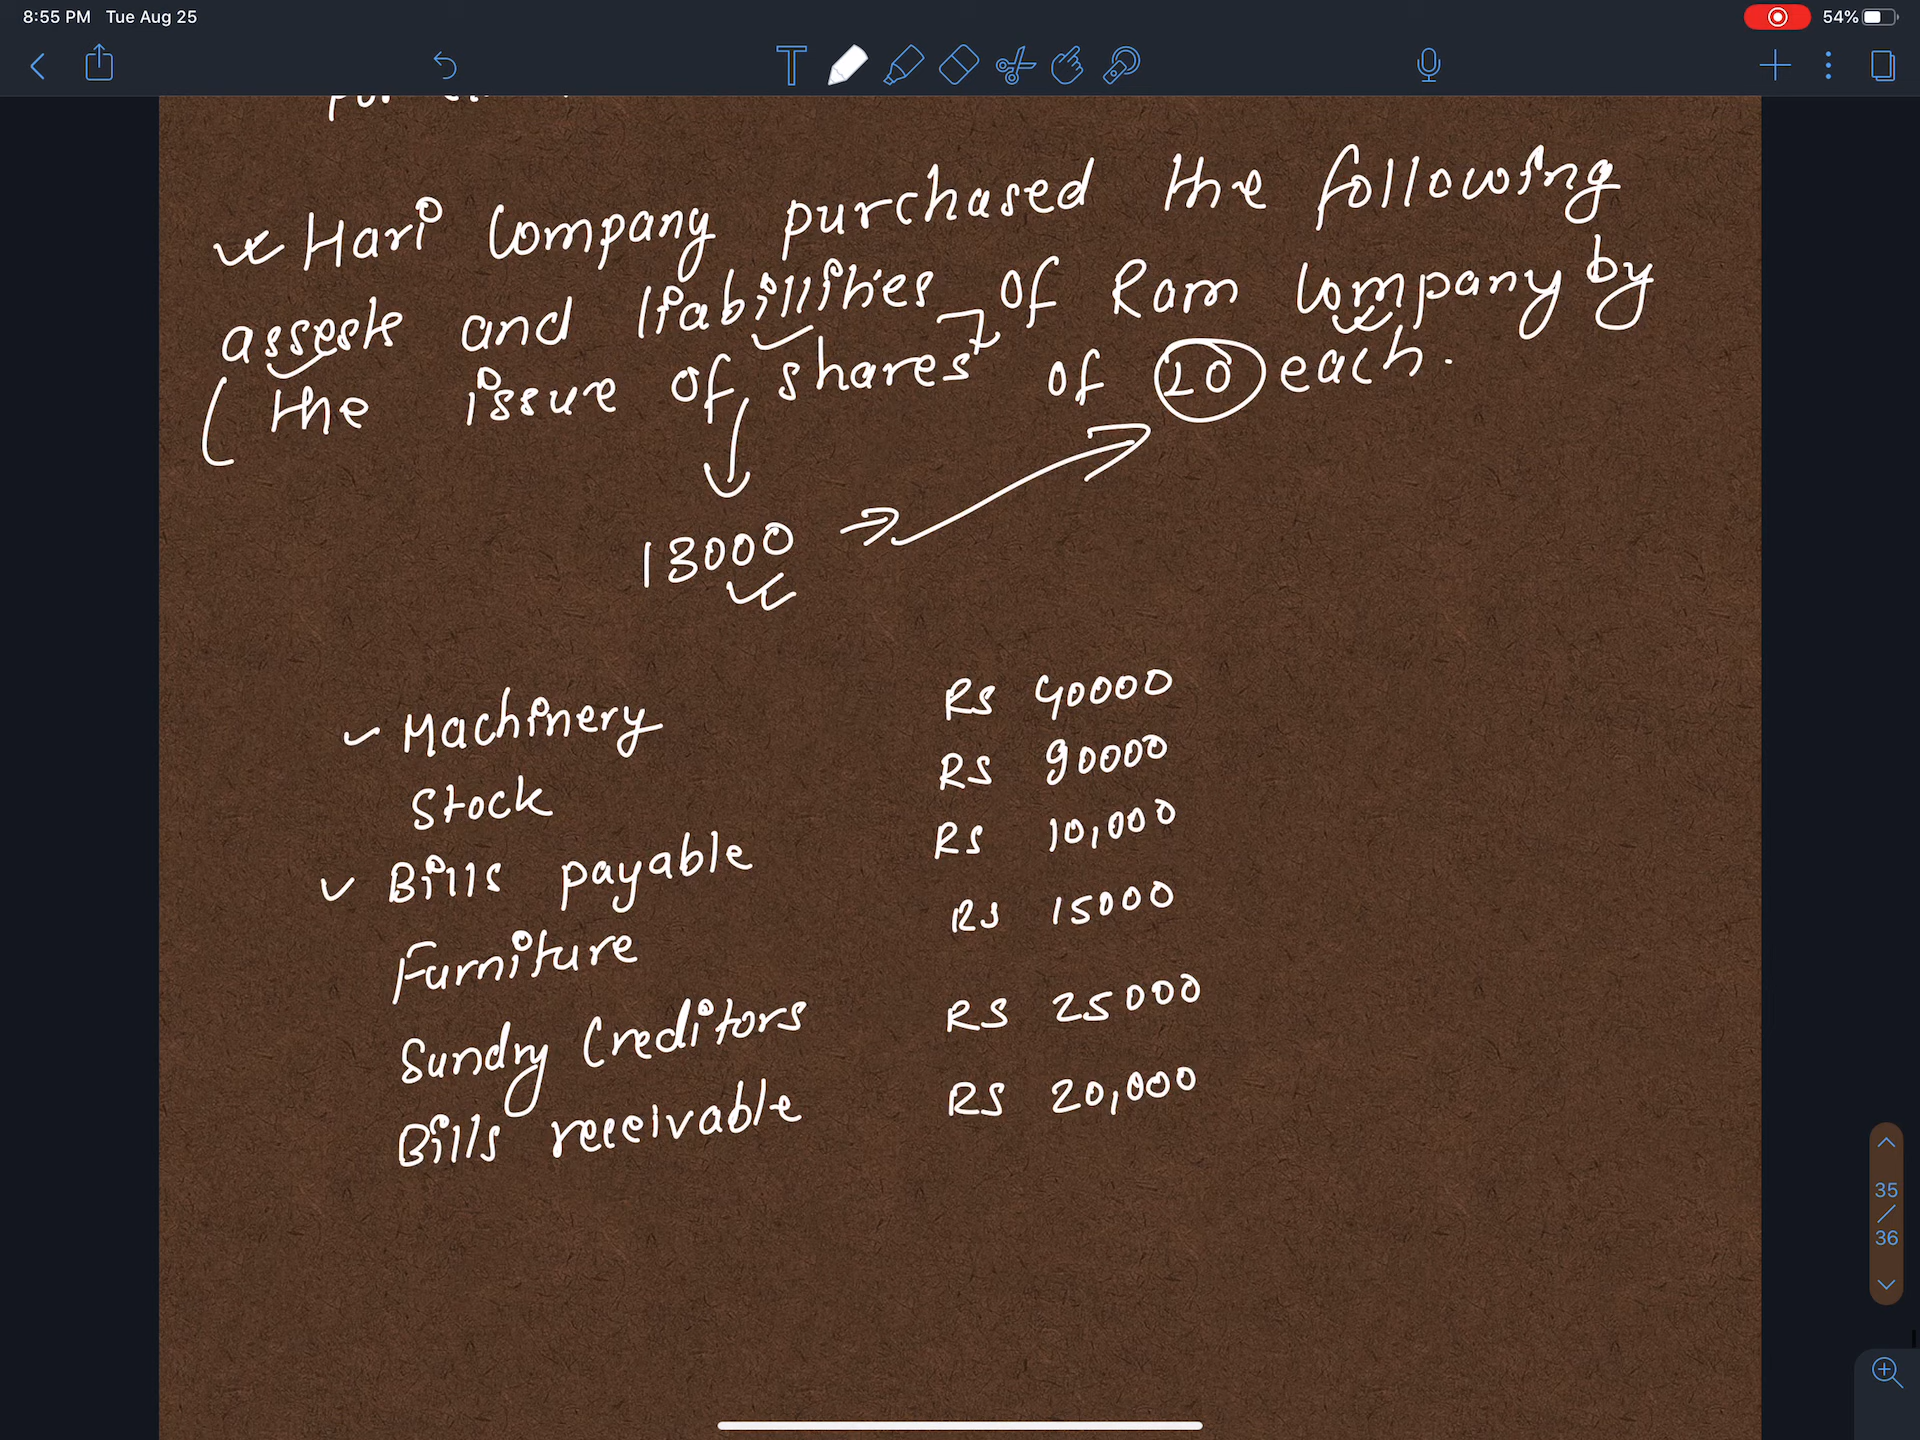 8:55 PM Tue Aug 25
54%
Hari Company purchased the following
assests and liabilities of Ram Company by
the issue of shares of 10 each.
13000
Machinery Rs 40000
Stock Rs 90000
Bills payable Rs 10,000
Furniture Rs 15000
Sundry Creditors Rs 25000
Bills receivable Rs 20,000
35
/
36